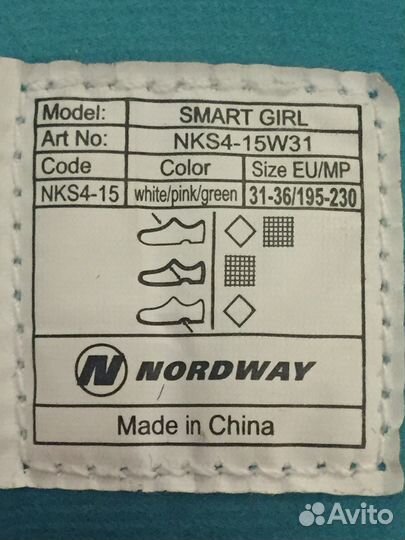 Model: SMART GIRL
Art No: NKS4-15W31
Code Color Size EU/MP
NKS4-15 white/pink/green 31-36/195-230
N NORDWAY
Made in China
Avito